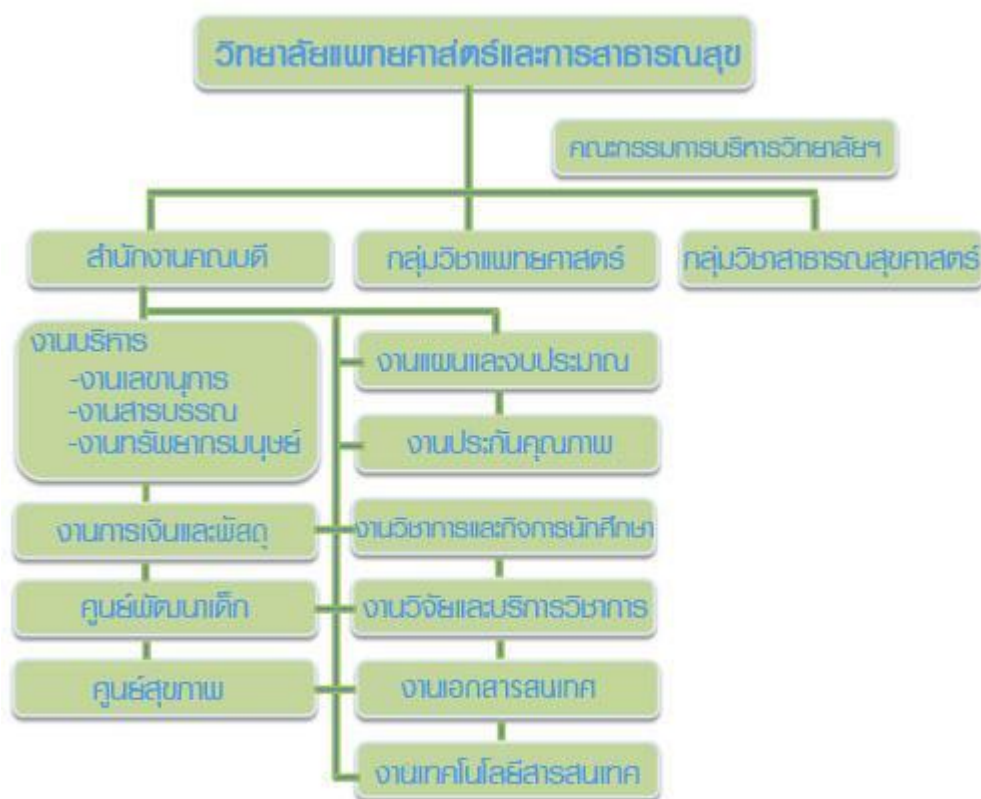 วิทยาลัยแพทยศาสตร์และการสาธารณสุข
คณะกรรมการบริหารวิทยาลัยฯ
สำนักงานคณบดี
กลุ่มวิชาแพทยศาสตร์
กลุ่มวิชาสาธารณสุขศาสตร์
งานบริหาร
-งานเลขานุการ
-งานสารบรรณ
-งานทรัพยากรมนุษย์
งานการเงินและพัสดุ
ศูนย์พัฒนาเด็ก
ศูนย์สุขภาพ
งานแผนและงบประมาณ
งานประกันคุณภาพ
งานวิชาการและกิจการนักศึกษา
งานวิจัยและบริการวิชาการ
งานเอกสารสนเทศ
งานเทคโนโลยีสารสนเทศ